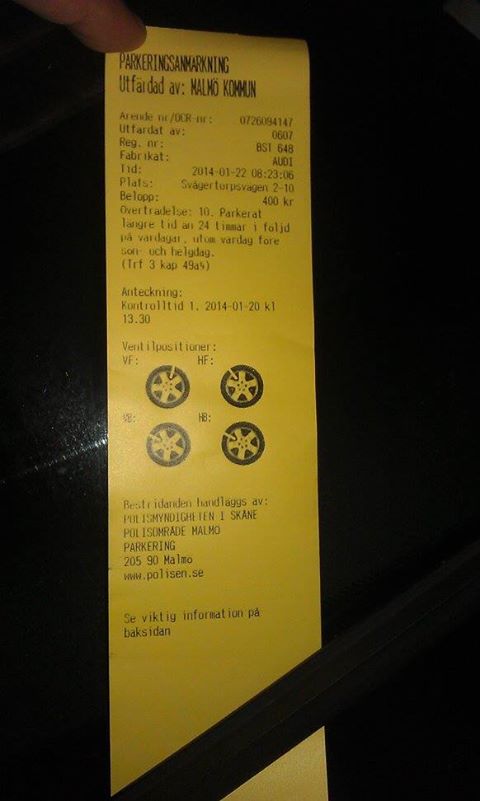 PARKERINGSANMÄRKNING
Utfärdad av: MALMÖ KOMMUN
Ärende nr/OCR-nr: 0726094147
Utfärdat av: 0607
Reg. nr: BST 648
Fabrikat: AUDI
Tid: 2014-01-22 08:23:06
Plats: Svågertorpsvägen 2-10
Belopp: 400 kr
Överträdelse: 10. Parkerat
längre tid än 24 timmar i följd
på vardagar, utom vardag före
son- och helgdag.
(Trf 3 kap 49a§)
Anteckning:
Kontrolltid 1. 2014-01-20 kl
13.30
Ventilpositioner:
VF: HF:
VB: HB:
Bestridanden handläggs av:
POLISMYNDIGHETEN I SKÅNE
POLISOMRÅDE MALMÖ
PARKERING
205 90 Malmö
www.polisen.se
Se viktig information på
baksidan